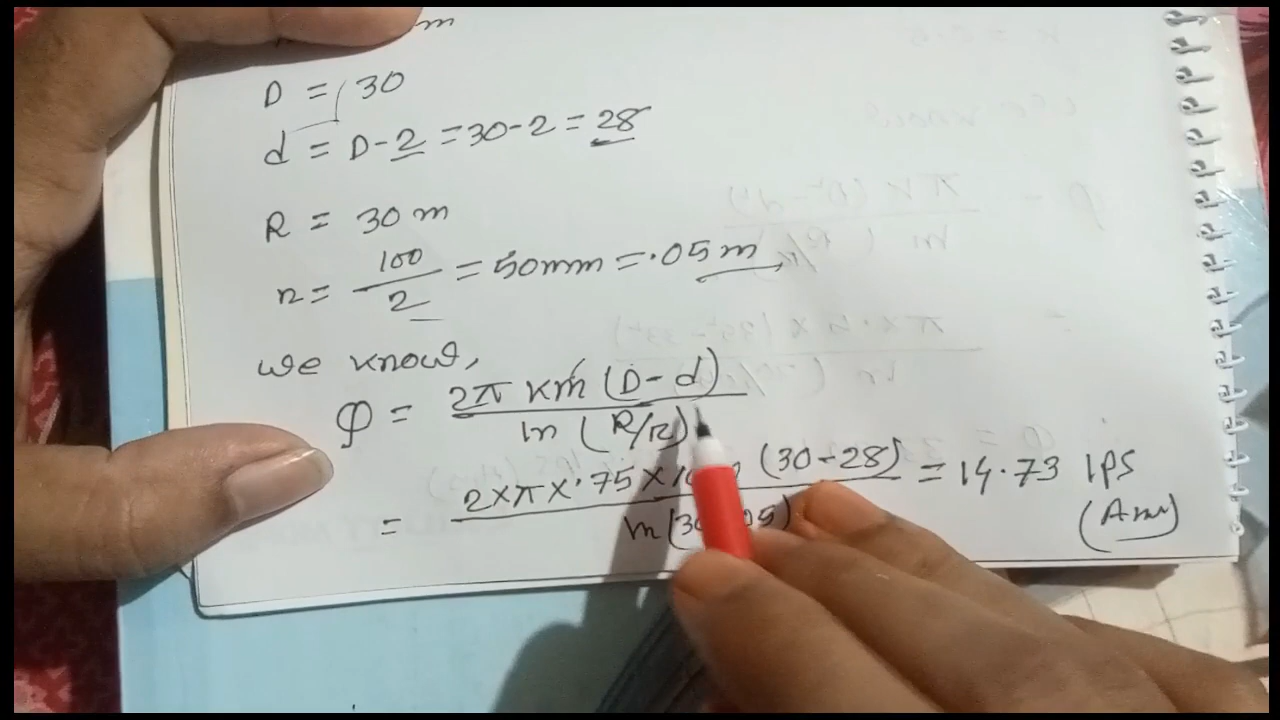 m
D = 30
d = D - 2 = 30 - 2 = 28
R = 30 m
r = 100/2 = 50mm = .05 m
we know,
φ = 2π km (D - d) / ln (R/r)
= 2×π×.75×10 (30-28) / ln(30 .05) = 14.73 lps
(Ans)